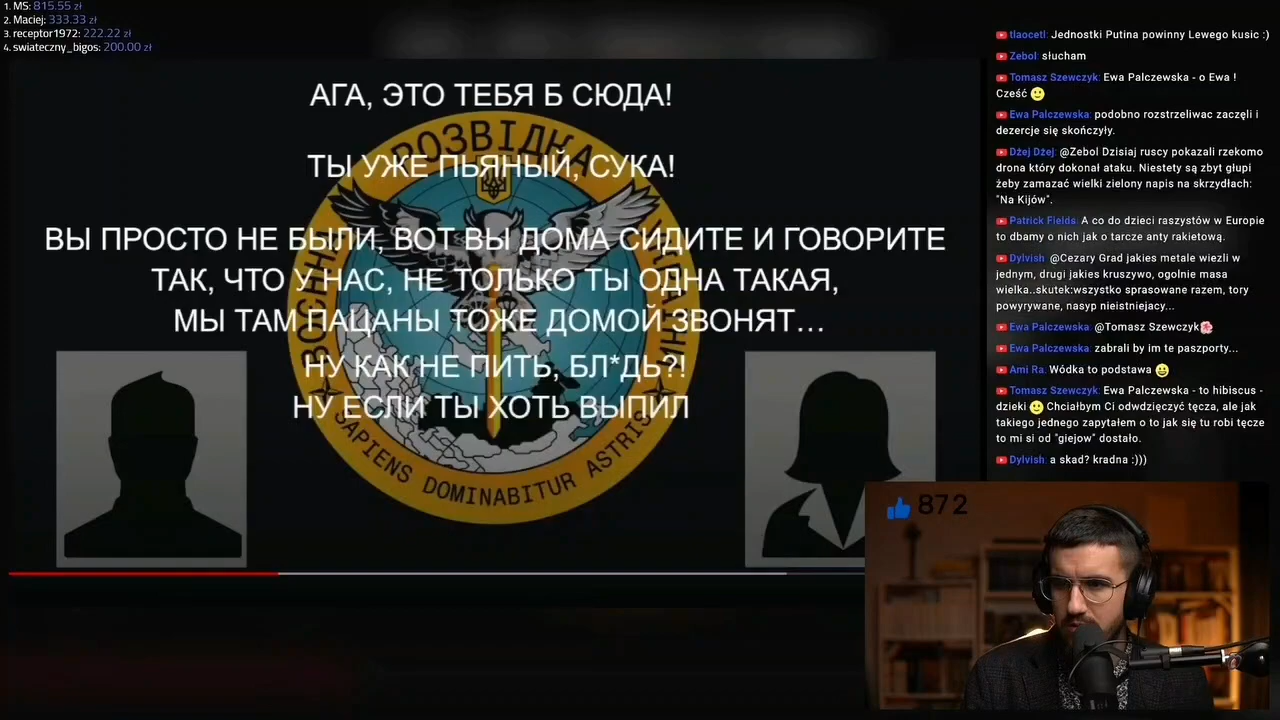 1. MS: 815.55 zł
2. Maciej: 333.33 zł
3. receptor1972: 222.22 zł
4. swiateczny_bigos: 200.00 zł
АГА, ЭТО ТЕБЯ Б СЮДА!
РОЗВІДКА
ТЫ УЖЕ ПЬЯНЫЙ, СУКА!
ВЫ ПРОСТО НЕ БЫЛИ, ВОТ ВЫ ДОМА СИДИТЕ И ГОВОРИТЕ
ТАК, ЧТО У НАС, НЕ ТОЛЬКО ТЫ ОДНА ТАКАЯ,
МЫ ТАМ ПАЦАНЫ ТОЖЕ ДОМОЙ ЗВОНЯТ...
НУ КАК НЕ ПИТЬ, БЛ*ДЬ?!
НУ ЕСЛИ ТЫ ХОТЬ ВЫПИЛ
SAPIENS DOMINABITUR ASTRIS
tlaocetl: Jednostki Putina powinny Lewego kusic :)
Zebol: słucham
Tomasz Szewczyk: Ewa Palczewska - o Ewa !
Cześć 🙂
Ewa Palczewska: podobno rozstrzeliwac zaczęli i
dezercje się skończyły.
Dżej Dżej: @Zebol Dzisiaj ruscy pokazali rzekomo
drona który dokonał ataku. Niestety są zbyt głupi
żeby zamazać wielki zielony napis na skrzydłach:
"Na Kijów".
Patrick Fields: A co do dzieci raszystów w Europie
to dbamy o nich jak o tarcze anty rakietową.
Dylvish: @Cezary Grad jakies metale wiezli w
jednym, drugi jakies kruszywo, ogolnie masa
wielka..skutek:wszystko sprasowane razem, tory
powyrywane, nasyp nieistniejacy...
Ewa Palczewska: @Tomasz Szewczyk🌺
Ewa Palczewska: zabrali by im te paszporty...
Ami Ra: Wódka to podstawa 😀
Tomasz Szewczyk: Ewa Palczewska - to hibiscus -
dzieki 🙂 Chciałbym Ci odwdzięczyć tęcza, ale jak
takiego jednego zapytałem o to jak się tu robi tęcze
to mi si od "giejow" dostało.
Dylvish: a skad? kradna :)))
872